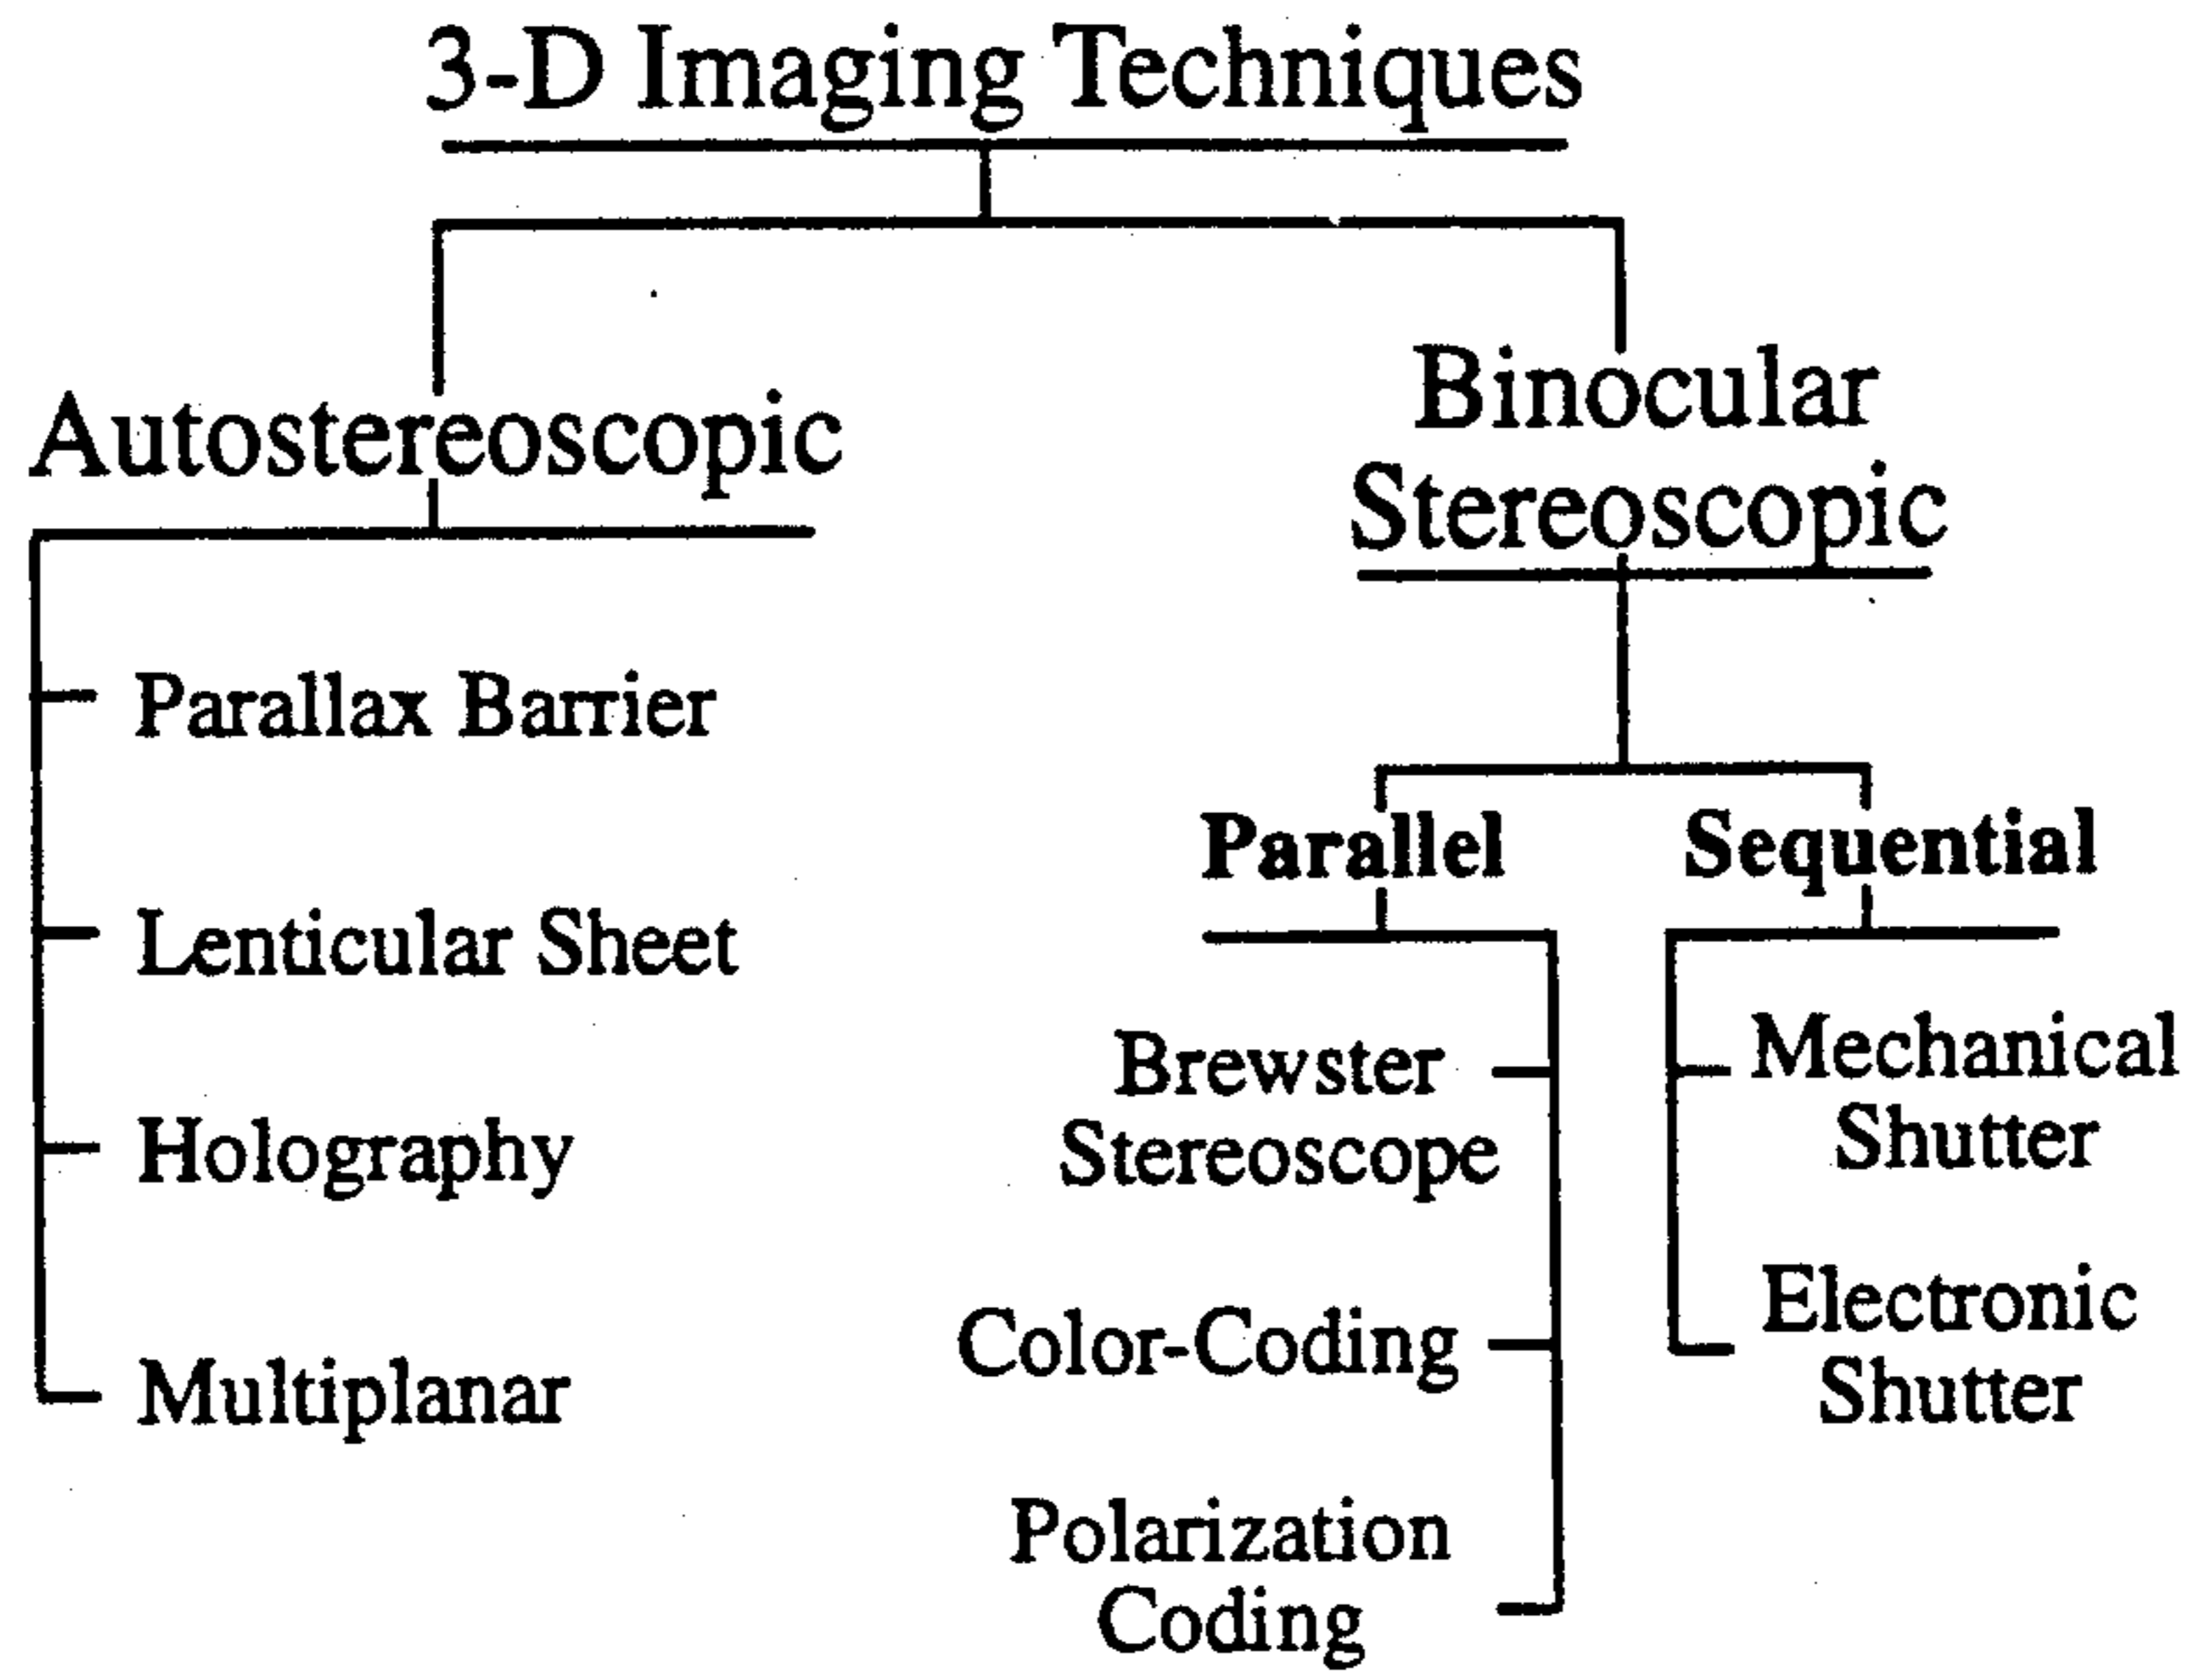 3-D Imaging Techniques
Autostereoscopic
Parallax Barrier
Lenticular Sheet
Holography
Multiplanar
Binocular
Stereoscopic
Parallel
Brewster
Stereoscope
Color-Coding
Polarization
Coding
Sequential
Mechanical
Shutter
Electronic
Shutter